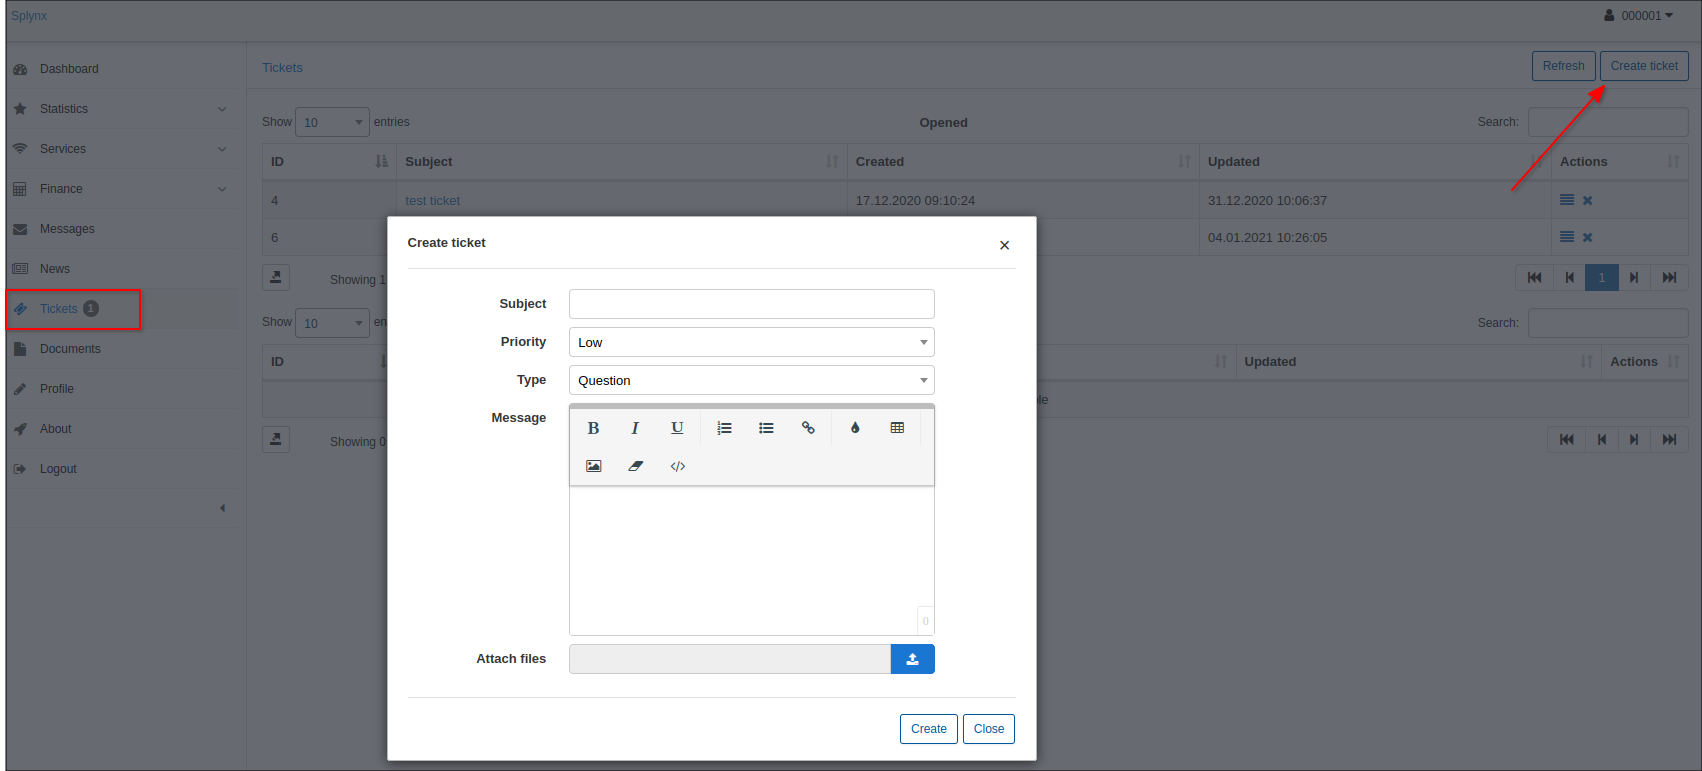 Splynx
000001
Dashboard
Statistics
Services
Finance
Messages
News
Tickets 1
Documents
Profile
About
Logout
Tickets
Refresh
Create ticket
Show 10 entries
Opened
Search:
ID Subject Created Updated Actions
4 test ticket 17.12.2020 09:10:24 31.12.2020 10:06:37
6 04.01.2021 10:26:05
Showing 1
1
Show 10 en
Search:
ID Updated Actions
ble
Showing 0
Create ticket
×
Subject
Priority Low
Type Question
Message
B I U
0
Attach files
Create Close